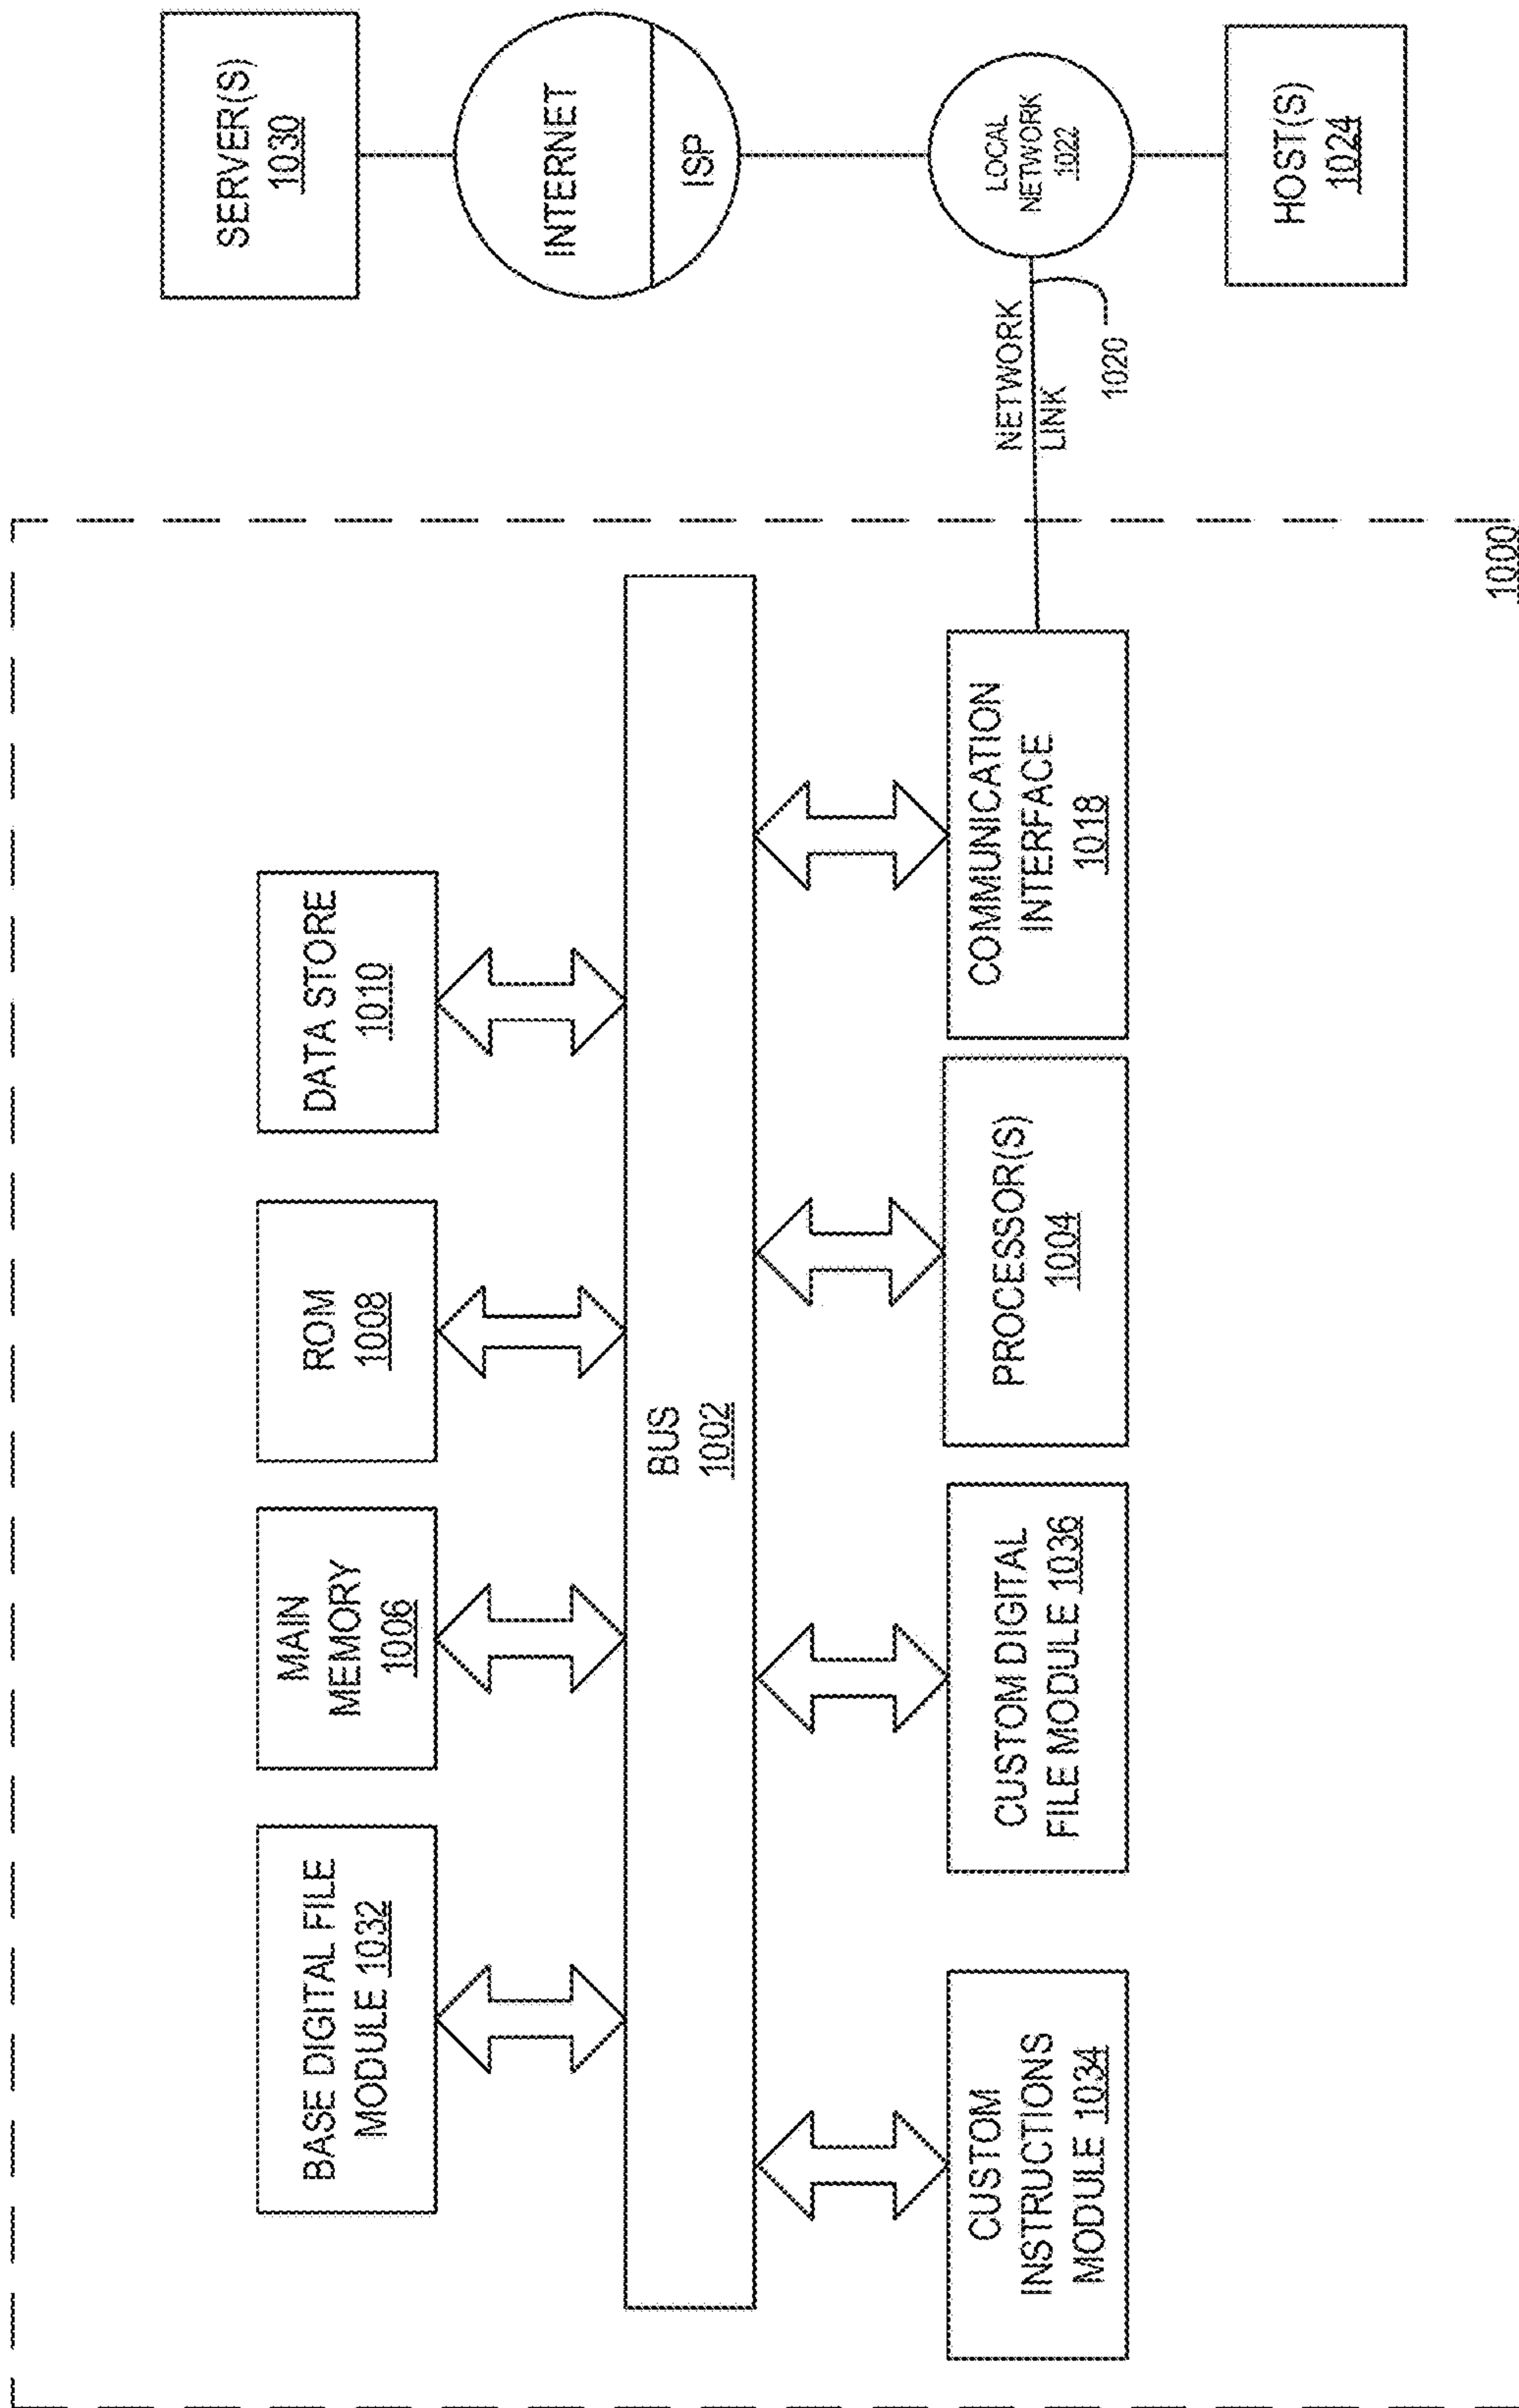 BASE DIGITAL FILE
MODULE 1032
MAIN
MEMORY
1006
ROM
1008
DATA STORE
1010
SERVER(S)
1030
INTERNET
ISP
BUS
1002
NETWORK
LINK
1020
LOCAL
NETWORK
1022
CUSTOM
INSTRUCTIONS
MODULE 1034
CUSTOM DIGITAL
FILE MODULE 1036
PROCESSOR(S)
1004
COMMUNICATION
INTERFACE
1018
HOST(S)
1024
1000